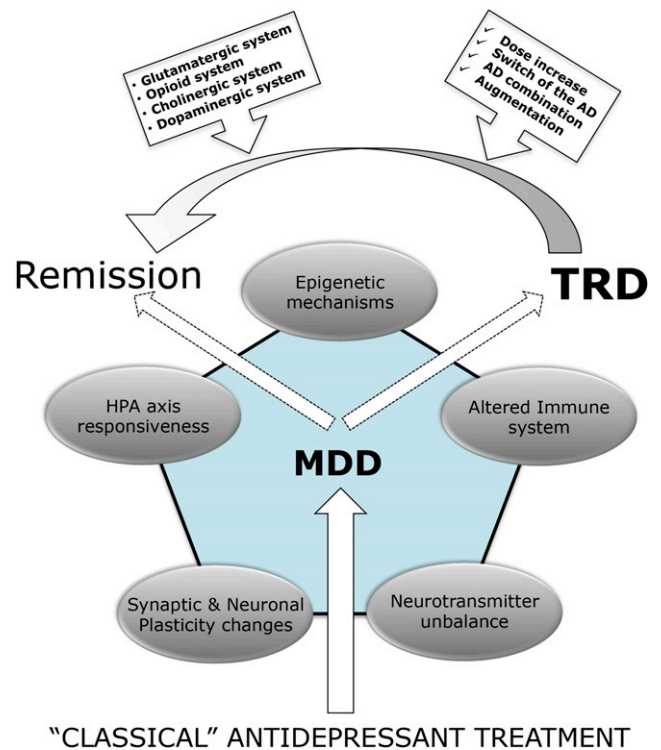 • Glutamatergic system
• Opioid system
• Cholinergic system
• Dopaminergic system
✓ Dose increase
✓ Switch of the AD
✓ AD combination
✓ Augmentation
Remission
Epigenetic
mechanisms
TRD
HPA axis
responsiveness
Altered Immune
system
MDD
Synaptic & Neuronal
Plasticity changes
Neurotransmitter
unbalance
“CLASSICAL” ANTIDEPRESSANT TREATMENT